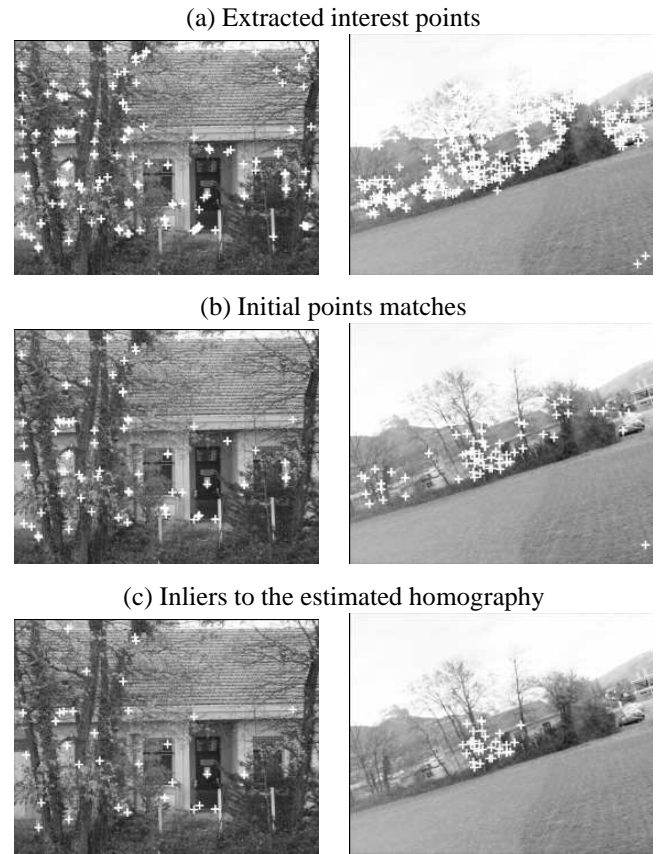 (a) Extracted interest points
(b) Initial points matches
(c) Inliers to the estimated homography